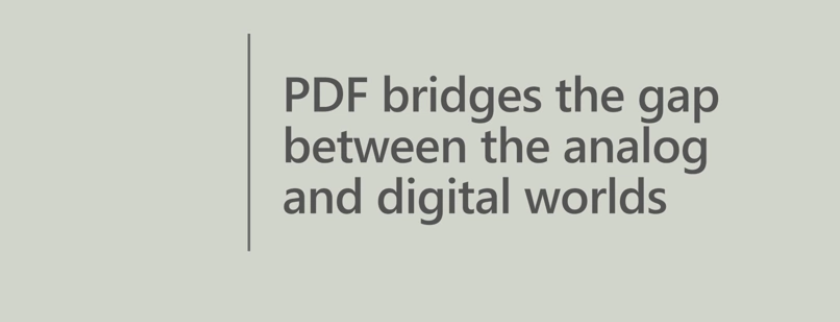 PDF bridges the gap
between the analog
and digital worlds